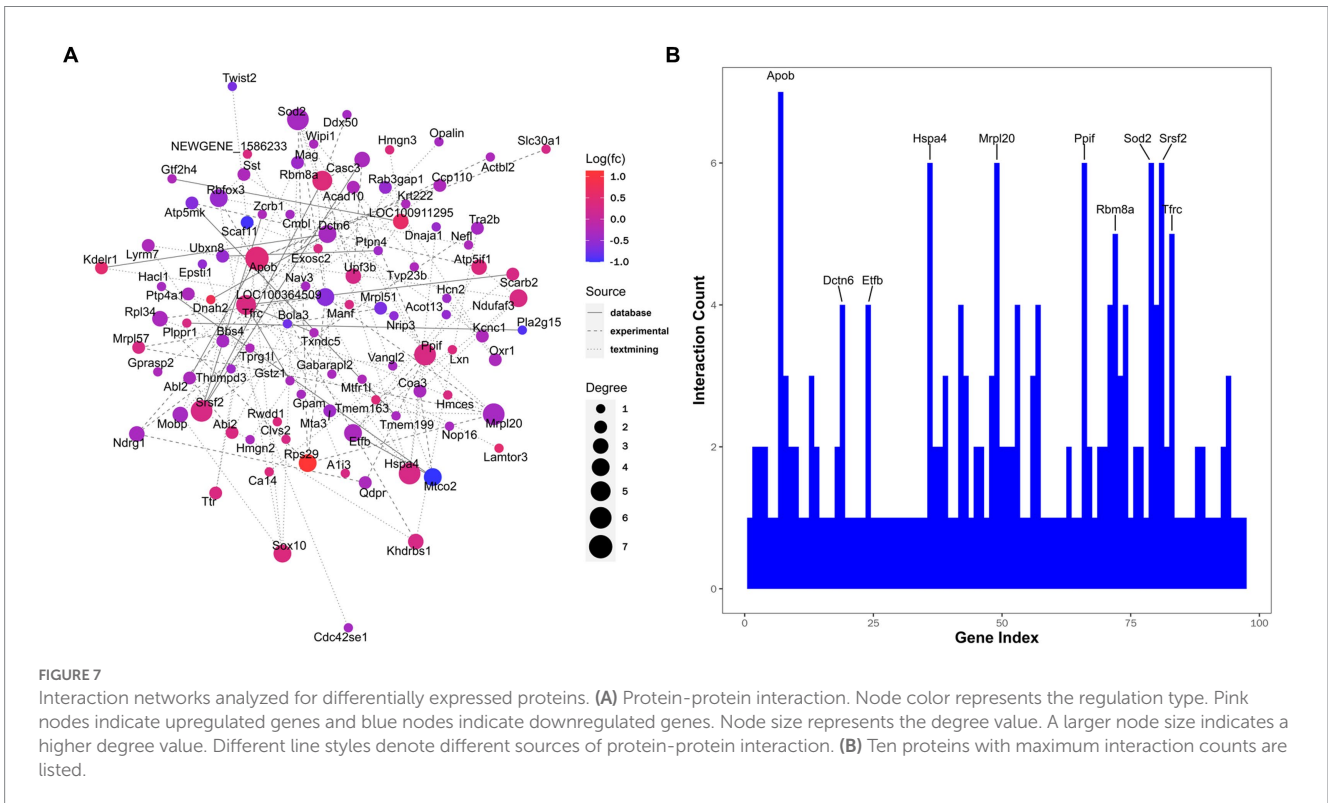 A
Twist2
Sod2
Ddx50
Wipi1
Hmgn3
Opalin
Slc30a1
NEWGENE_1586233
Mag
Casc3
Actbl2
Gtf2h4
Sst
Rbm8a
Rab3gap1
Ccp110
Rbfox3
Acad10
Krt222
Atp5mk
Zcrb1
Cmbl
LOC100911295
Tra2b
Scaf11
Dctn6
Dnaja1
Nefl
Lyrm7
Ubxn8
Ptpn4
Kdelr1
Epsti1
Apob
Exosc2
Upf3b
Tvp23b
Atp5if1
Scarb2
Hacl1
Nav3
Hcn2
Ptp4a1
LOC100364509
Mrpl51
Acot13
Ndufaf3
Rpl34
Dnah2
Tfrc
Manf
Plppr1
Bola3
Nrip3
Kcnc1
Pla2g15
Mrpl57
Bbs4
Txndc5
Ppif
Lxn
Oxr1
Gprasp2
Tprg1l
Vangl2
Abl2
Thumpd3
Gstz1
Gabarapl2
Coa3
Mtfr1l
Srsf2
Gpam
Hmces
Mobp
Rwdd1
Tmem163
Mrpl20
Abi2
Clvs2
Mta3
Tmem199
Nop16
Ndrg1
Hmgn2
Etfb
Rps29
A1i3
Hspa4
Lamtor3
Ca14
Qdpr
Mtco2
Ttr
Sox10
Khdrbs1
Cdc42se1
Log(fc)
1.0
0.5
0.0
-0.5
-1.0
Source
database
experimental
textmining
Degree
1
2
3
4
5
6
7
B
Apob
Hspa4
Mrpl20
Ppif
Sod2
Srsf2
Rbm8a
Tfrc
Dctn6
Etfb
Interaction Count
6
4
2
0
0
25
50
75
100
Gene Index
FIGURE 7
Interaction networks analyzed for differentially expressed proteins. (A) Protein-protein interaction. Node color represents the regulation type. Pink
nodes indicate upregulated genes and blue nodes indicate downregulated genes. Node size represents the degree value. A larger node size indicates a
higher degree value. Different line styles denote different sources of protein-protein interaction. (B) Ten proteins with maximum interaction counts are
listed.